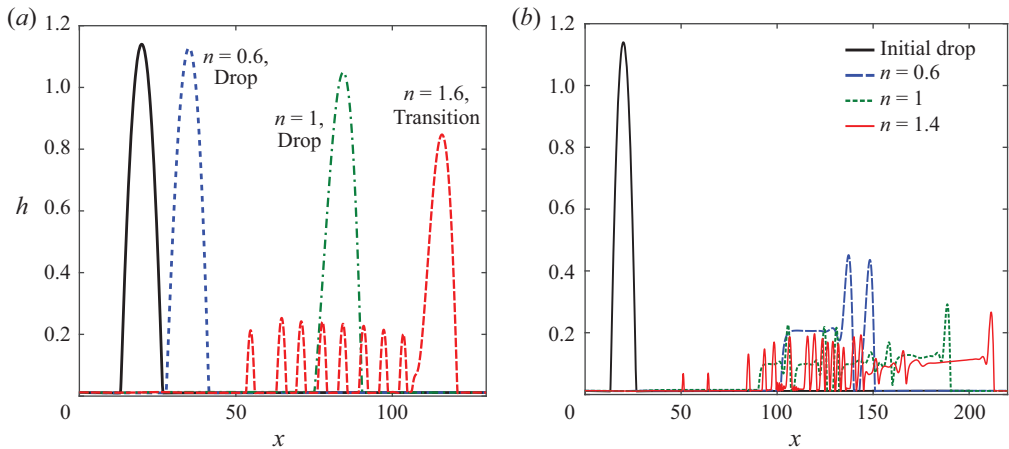 (a)
1.2
1.0
0.8
0.6
0.4
0.2
h
0
50
100
x
n = 0.6,
Drop
n = 1,
Drop
n = 1.6,
Transition
(b)
1.2
1.0
0.8
0.6
0.4
0.2
0
50
100
150
200
x
Initial drop
n = 0.6
n = 1
n = 1.4